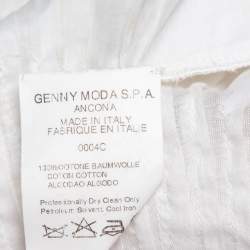 GENNY MODA S.P.A.
ANCONA
MADE IN ITALY
FABRIQUE EN ITALIE
0004C
100%COTONE BAUMWOLLE
COTON COTTON
ALGODAO ALGODO
Professionally Dry Clean Only
Petroleum Solvent Cool Iron